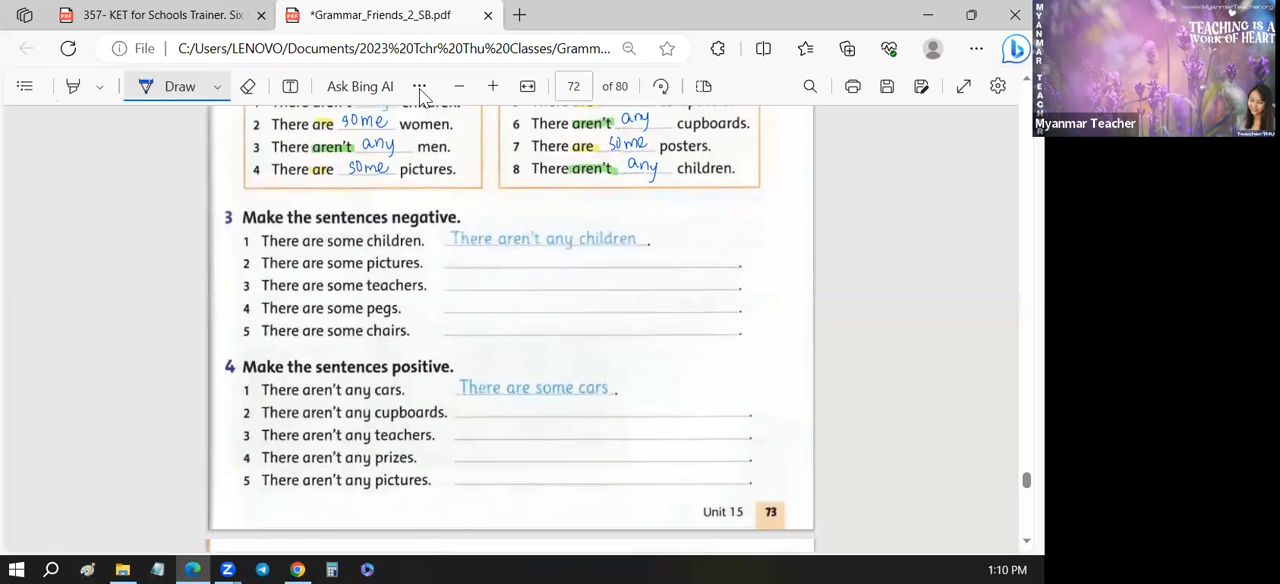 357- KET for Schools Trainer. Six
*Grammar_Friends_2_SB.pdf
File
C:/Users/LENOVO/Documents/2023%20Tchr%20Thu%20Classes/Gramm...
Draw
Ask Bing AI
72
of 80
2 There are some women.
3 There aren't any men.
4 There are some pictures.
6 There aren't any cupboards.
7 There are some posters.
8 There aren't any children.
3 Make the sentences negative.
1 There are some children. There aren't any children.
2 There are some pictures.
3 There are some teachers.
4 There are some pegs.
5 There are some chairs.
4 Make the sentences positive.
1 There aren't any cars. There are some cars.
2 There aren't any cupboards.
3 There aren't any teachers.
4 There aren't any prizes.
5 There aren't any pictures.
Unit 15 73
MYANMAR TEACHER
www.MyanmarTeacher.org
TEACHING IS A
WORK OF HEART
Teacher THU
Myanmar Teacher
1:10 PM